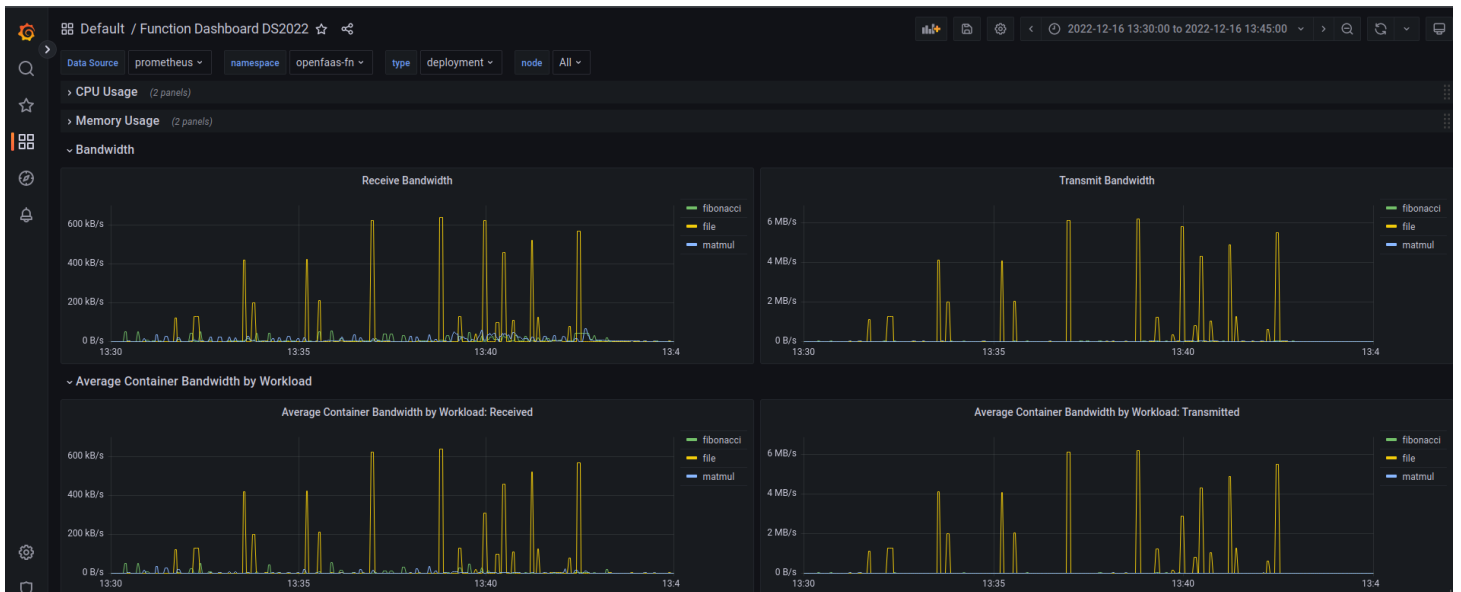 Default / Function Dashboard DS2022
2022-12-16 13:30:00 to 2022-12-16 13:45:00
Data Source prometheus namespace openfaas-fn type deployment node All
CPU Usage (2 panels)
Memory Usage (2 panels)
Bandwidth
Receive Bandwidth
600 kB/s
400 kB/s
200 kB/s
0 B/s
13:30 13:35 13:40 13:4
fibonacci
file
matmul
Transmit Bandwidth
6 MB/s
4 MB/s
2 MB/s
0 B/s
13:30 13:35 13:40 13:4
fibonacci
file
matmul
Average Container Bandwidth by Workload
Average Container Bandwidth by Workload: Received
600 kB/s
400 kB/s
200 kB/s
0 B/s
13:30 13:35 13:40 13:4
fibonacci
file
matmul
Average Container Bandwidth by Workload: Transmitted
6 MB/s
4 MB/s
2 MB/s
0 B/s
13:30 13:35 13:40 13:4
fibonacci
file
matmul